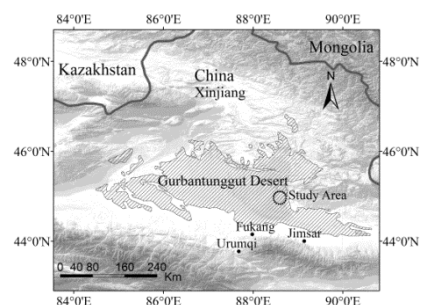 84°0'E 86°0'E 88°0'E 90°0'E
48°0'N 48°0'N
Mongolia
Kazakhstan
China
Xinjiang
N
46°0'N 46°0'N
Gurbantunggut Desert
Study Area
Fukang
Jimsar
44°0'N 44°0'N
Urumqi
0 40 80 160 240
Km
84°0'E 86°0'E 88°0'E 90°0'E